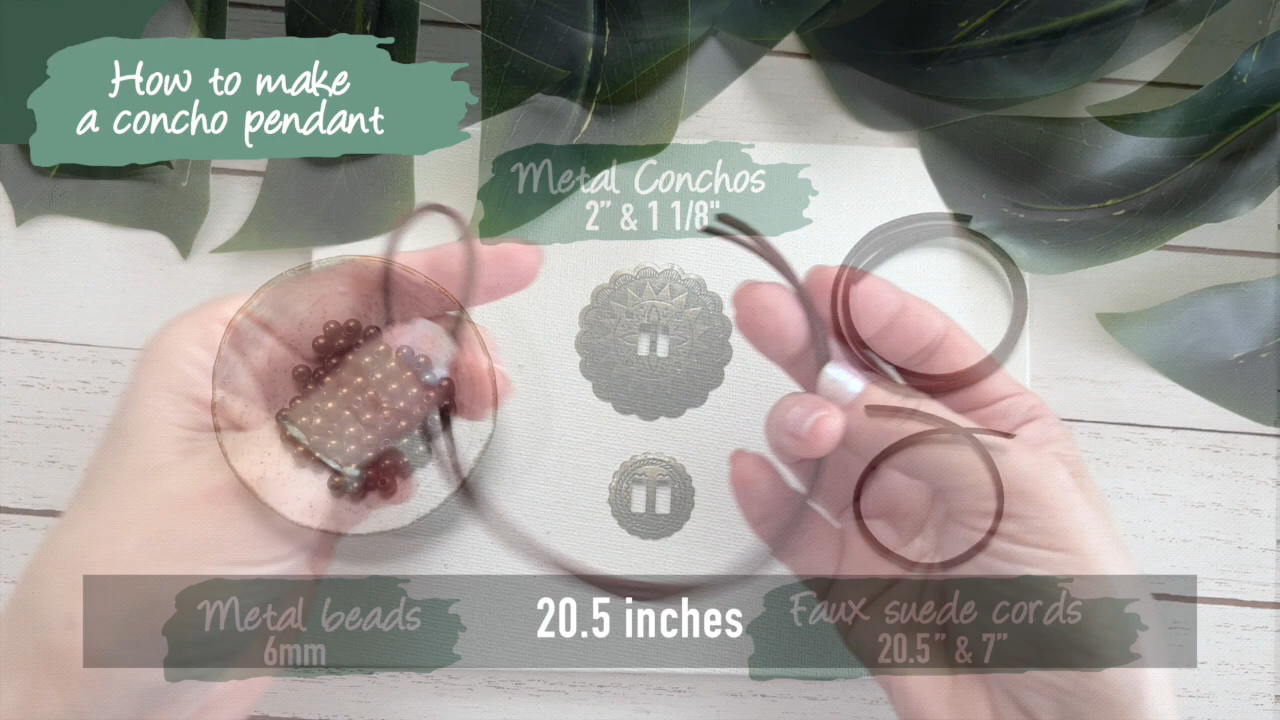 How to make
a concho pendant
Metal Conchos
2" & 1 1/8"
Metal beads
6mm
20.5 inches
Faux suede cords
20.5" & 7"